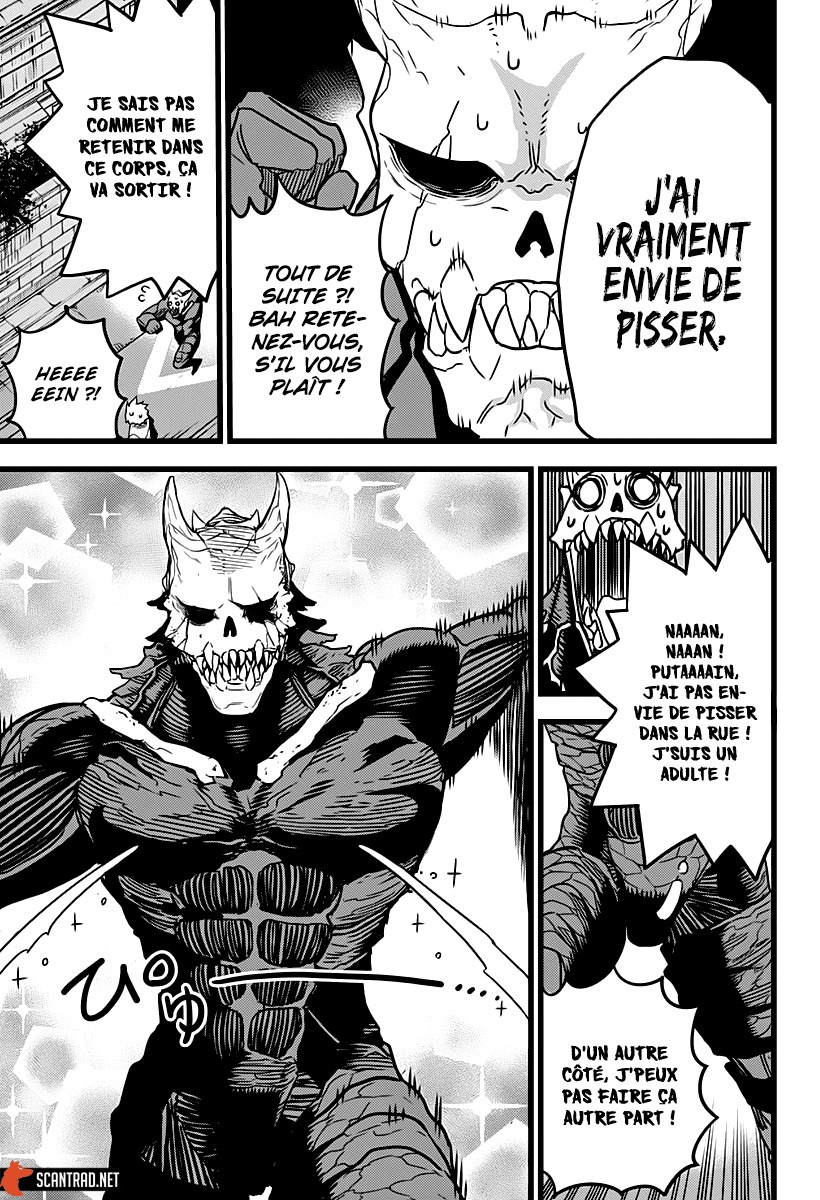 J'AI
VRAIMENT
ENVIE DE
PISSER.
TOUT DE
SUITE ?!
BAH RETE-
NEZ-VOUS,
S'IL VOUS
PLAÎT !
JE SAIS PAS
COMMENT ME
RETENIR DANS
CE CORPS, ÇA
VA SORTIR !
HEEEE
EEIN ?!
NAAAAN,
NAAAN !
PUTAAAAIN,
J'AI PAS EN-
VIE DE PISSER
DANS LA RUE !
J'SUIS UN
ADULTE !
D'UN AUTRE
CÔTÉ, J'PEUX
PAS FAIRE ÇA
AUTRE PART !
ぴゅー
SCANTRAD.NET